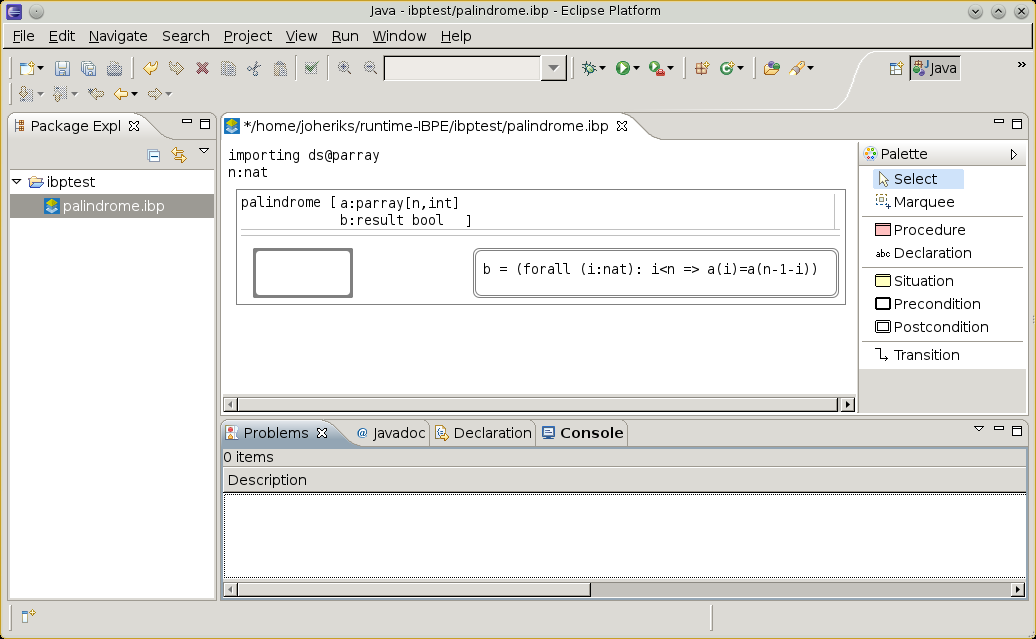 Java - ibptest/palindrome.ibp - Eclipse Platform
File Edit Navigate Search Project View Run Window Help
Java »
Package Expl
*/home/joheriks/runtime-IBPE/ibptest/palindrome.ibp
ibptest
palindrome.ibp
importing ds@parray
n:nat
palindrome [ a:parray[n,int]
b:result bool ]
b = (forall (i:nat): i<n => a(i)=a(n-1-i))
Palette
Select
Marquee
Procedure
abc Declaration
Situation
Precondition
Postcondition
Transition
Problems @ Javadoc Declaration Console
0 items
Description